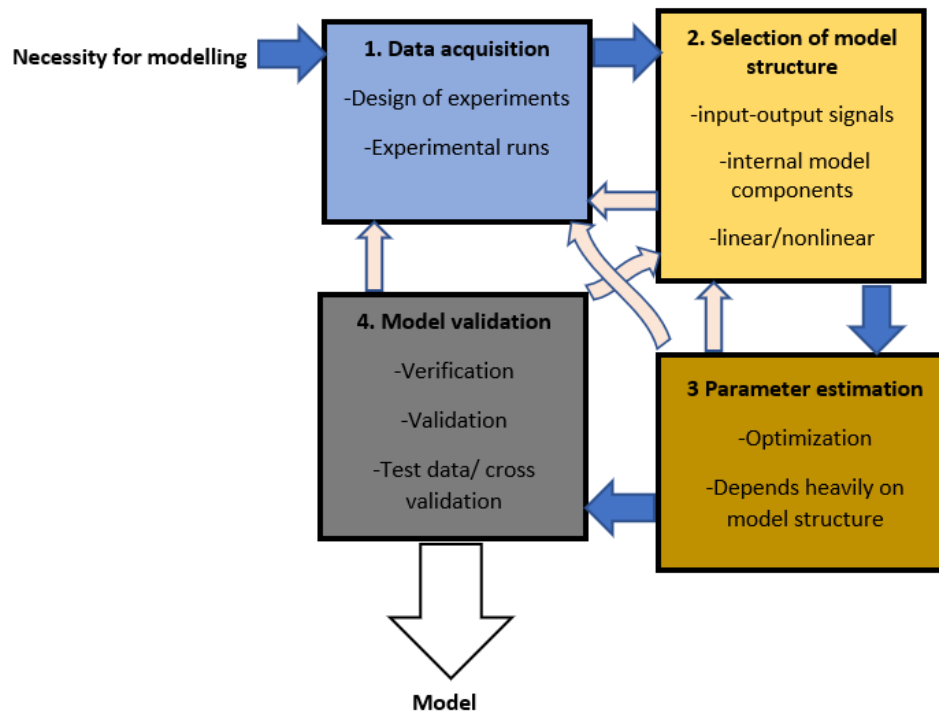 Necessity for modelling
1. Data acquisition
-Design of experiments
-Experimental runs
2. Selection of model
structure
-input-output signals
-internal model
components
-linear/nonlinear
3 Parameter estimation
-Optimization
-Depends heavily on
model structure
4. Model validation
-Verification
-Validation
-Test data/ cross
validation
Model